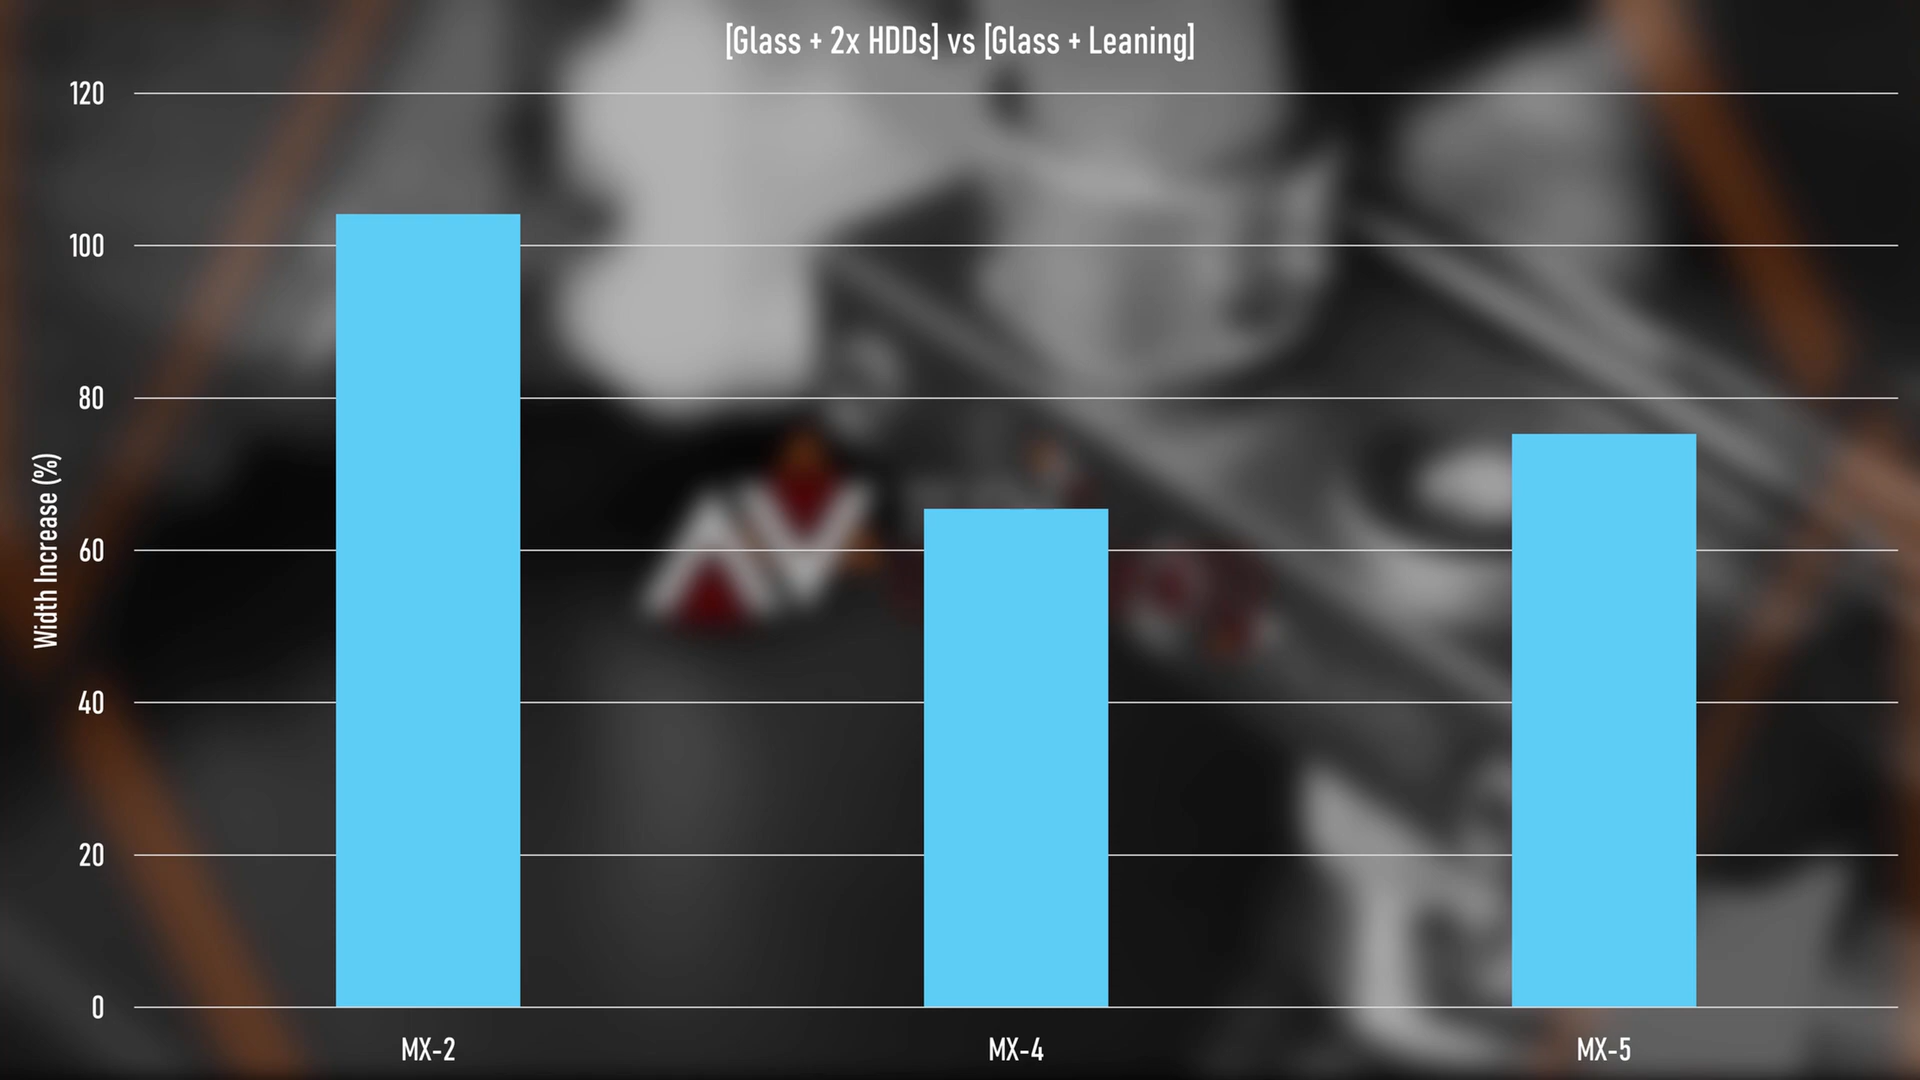 [Glass + 2x HDDs] vs [Glass + Leaning]
120
100
80
60
40
20
0
Width Increase (%)
MX-2
MX-4
MX-5